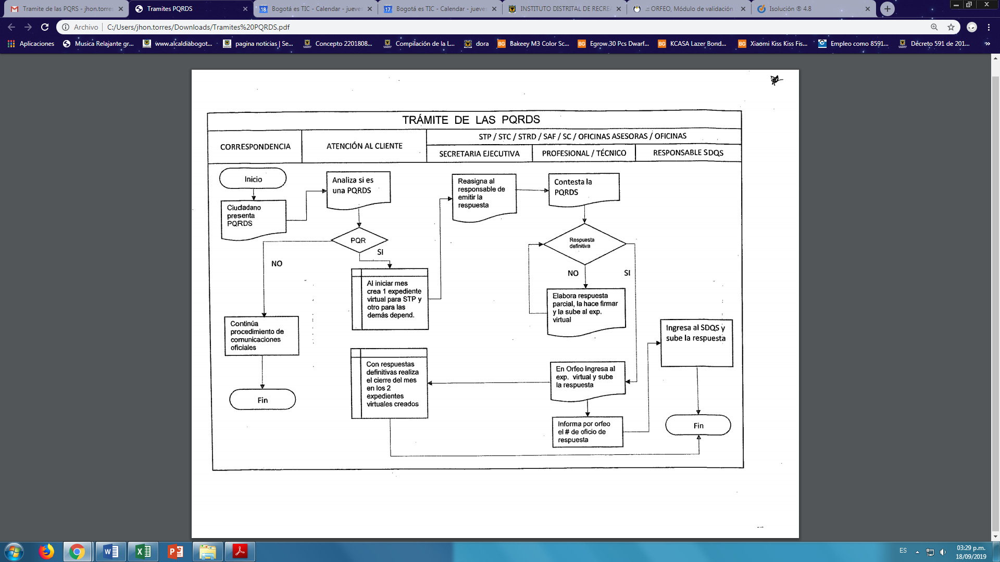 Tramite de las PQRS - jhon.torres
Tramites PQRDS
18 Bogotá es TIC - Calendar - jueve
17 Bogotá es TIC - Calendar - jueve
INSTITUTO DISTRITAL DE RECREA
.:: ORFEO, Módulo de validación
Isolución ® 4.8
Archivo
C:/Users/jhon.torres/Downloads/Tramites%20PQRDS.pdf
Aplicaciones
Musica Relajante gr...
www.alcaldiabogot...
pagina noticias | Se...
Concepto 2201808...
Compilación de la L...
dora
BG Bakeey M3 Color Sc...
BG Egrow 30 Pcs Dwarf...
BG KCASA Lazer Bond...
BG Xiaomi Kiss Kiss Fis...
Empleo como 8591...
Décreto 591 de 201...
TRÁMITE DE LAS PQRDS
CORRESPONDENCIA
ATENCIÓN AL CLIENTE
STP / STC / STRD / SAF / SC / OFICINAS ASESORAS / OFICINAS
SECRETARIA EJECUTIVA
PROFESIONAL / TÉCNICO
RESPONSABLE SDQS
Inicio
Ciudadano
presenta
PQRDS
Analiza si es
una PQRDS
PQR
SI
NO
Al iniciar mes
crea 1 expediente
virtual para STP y
otro para las
demás depend.
Continúa
procedimiento de
comunicaciones
oficiales
Fin
Reasigna al
responsable de
emitir la
respuesta
Contesta la
PQRDS
Respuesta
definitiva
NO
SI
Elabora respuesta
parcial, la hace firmar
y la sube al exp.
virtual
En Orfeo Ingresa al
exp. virtual y sube
la respuesta
Con respuestas
definitivas realiza
el cierre del mes
en los 2
expedientes
virtuales creados
Informa por orfeo
el # de oficio de
respuesta
Ingresa al SDQS y
sube la respuesta
Fin
ES
03:29 p.m.
18/09/2019